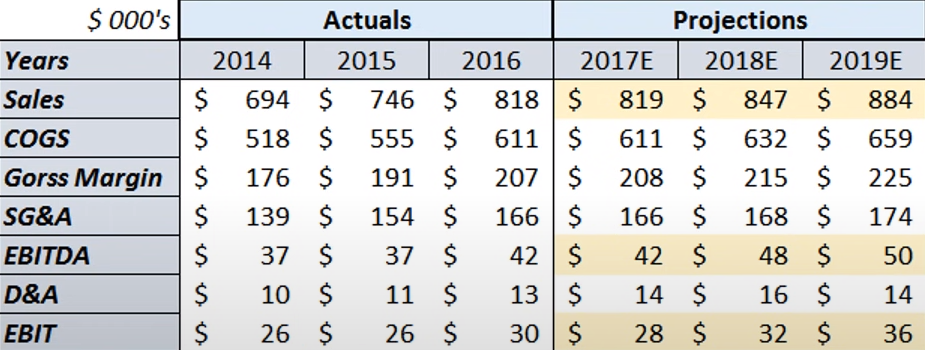 $ 000's Actuals Projections
Years 2014 2015 2016 2017E 2018E 2019E
Sales $ 694 $ 746 $ 818 $ 819 $ 847 $ 884
COGS $ 518 $ 555 $ 611 $ 611 $ 632 $ 659
Gorss Margin $ 176 $ 191 $ 207 $ 208 $ 215 $ 225
SG&A $ 139 $ 154 $ 166 $ 166 $ 168 $ 174
EBITDA $ 37 $ 37 $ 42 $ 42 $ 48 $ 50
D&A $ 10 $ 11 $ 13 $ 14 $ 16 $ 14
EBIT $ 26 $ 26 $ 30 $ 28 $ 32 $ 36